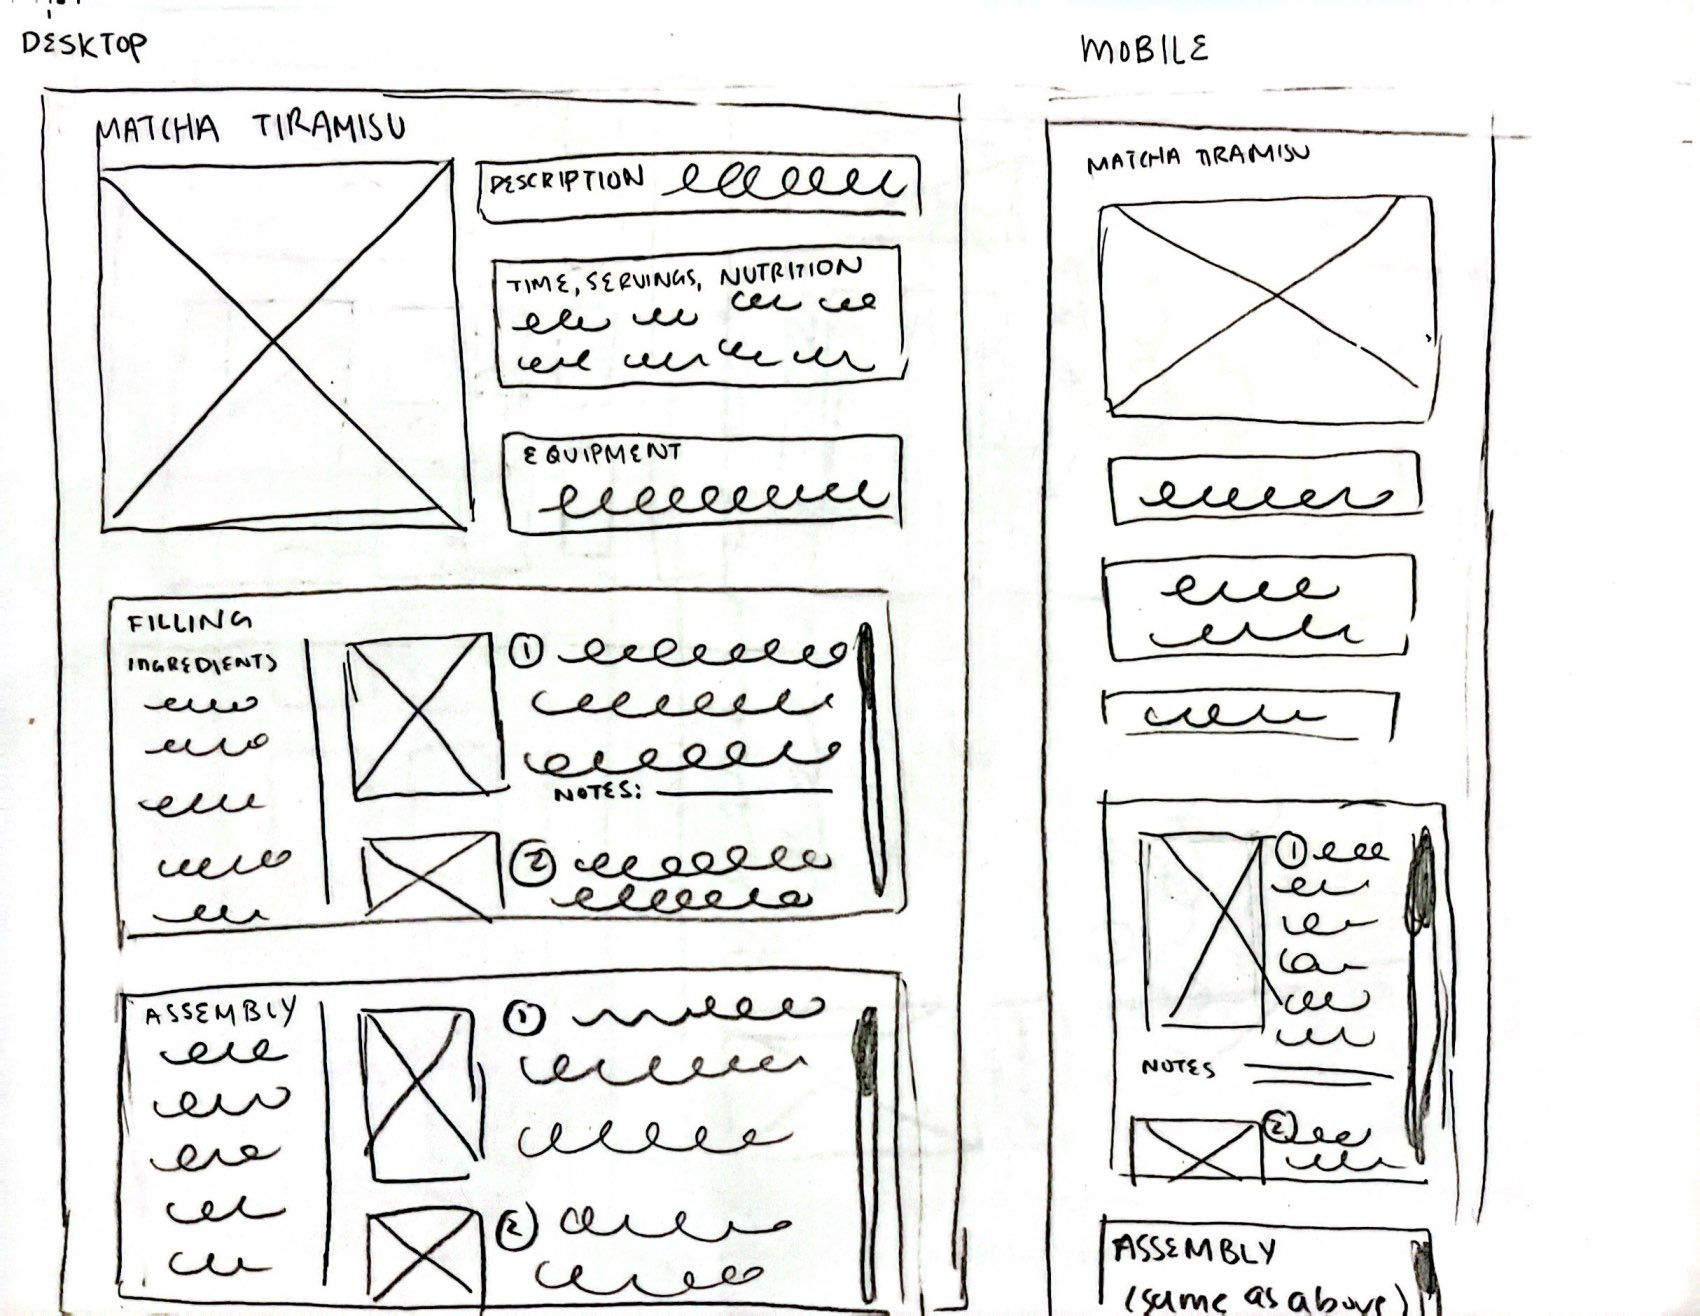 DESKTOP
MATCHA TIRAMISU
DESCRIPTION
TIME, SERVINGS, NUTRITION
EQUIPMENT
FILLING
INGREDIENTS
1
NOTES:
2
ASSEMBLY
1
2
MOBILE
MATCHA TIRAMISU
1
NOTES
2
ASSEMBLY
(same as above)